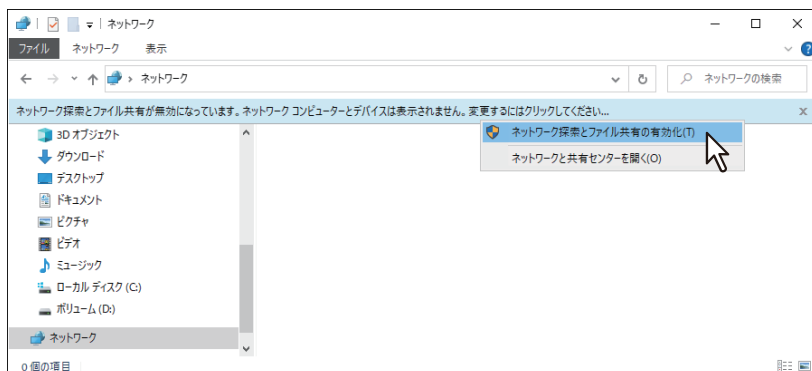 ネットワーク
ファイル ネットワーク 表示
ネットワーク
ネットワークの検索
ネットワーク探索とファイル共有が無効になっています。ネットワーク コンピューターとデバイスは表示されません。変更するにはクリックしてください...
ネットワーク探索とファイル共有の有効化(T)
ネットワークと共有センターを開く(O)
3D オブジェクト
ダウンロード
デスクトップ
ドキュメント
ピクチャ
ビデオ
ミュージック
ローカル ディスク (C:)
ボリューム (D:)
ネットワーク
0 個の項目